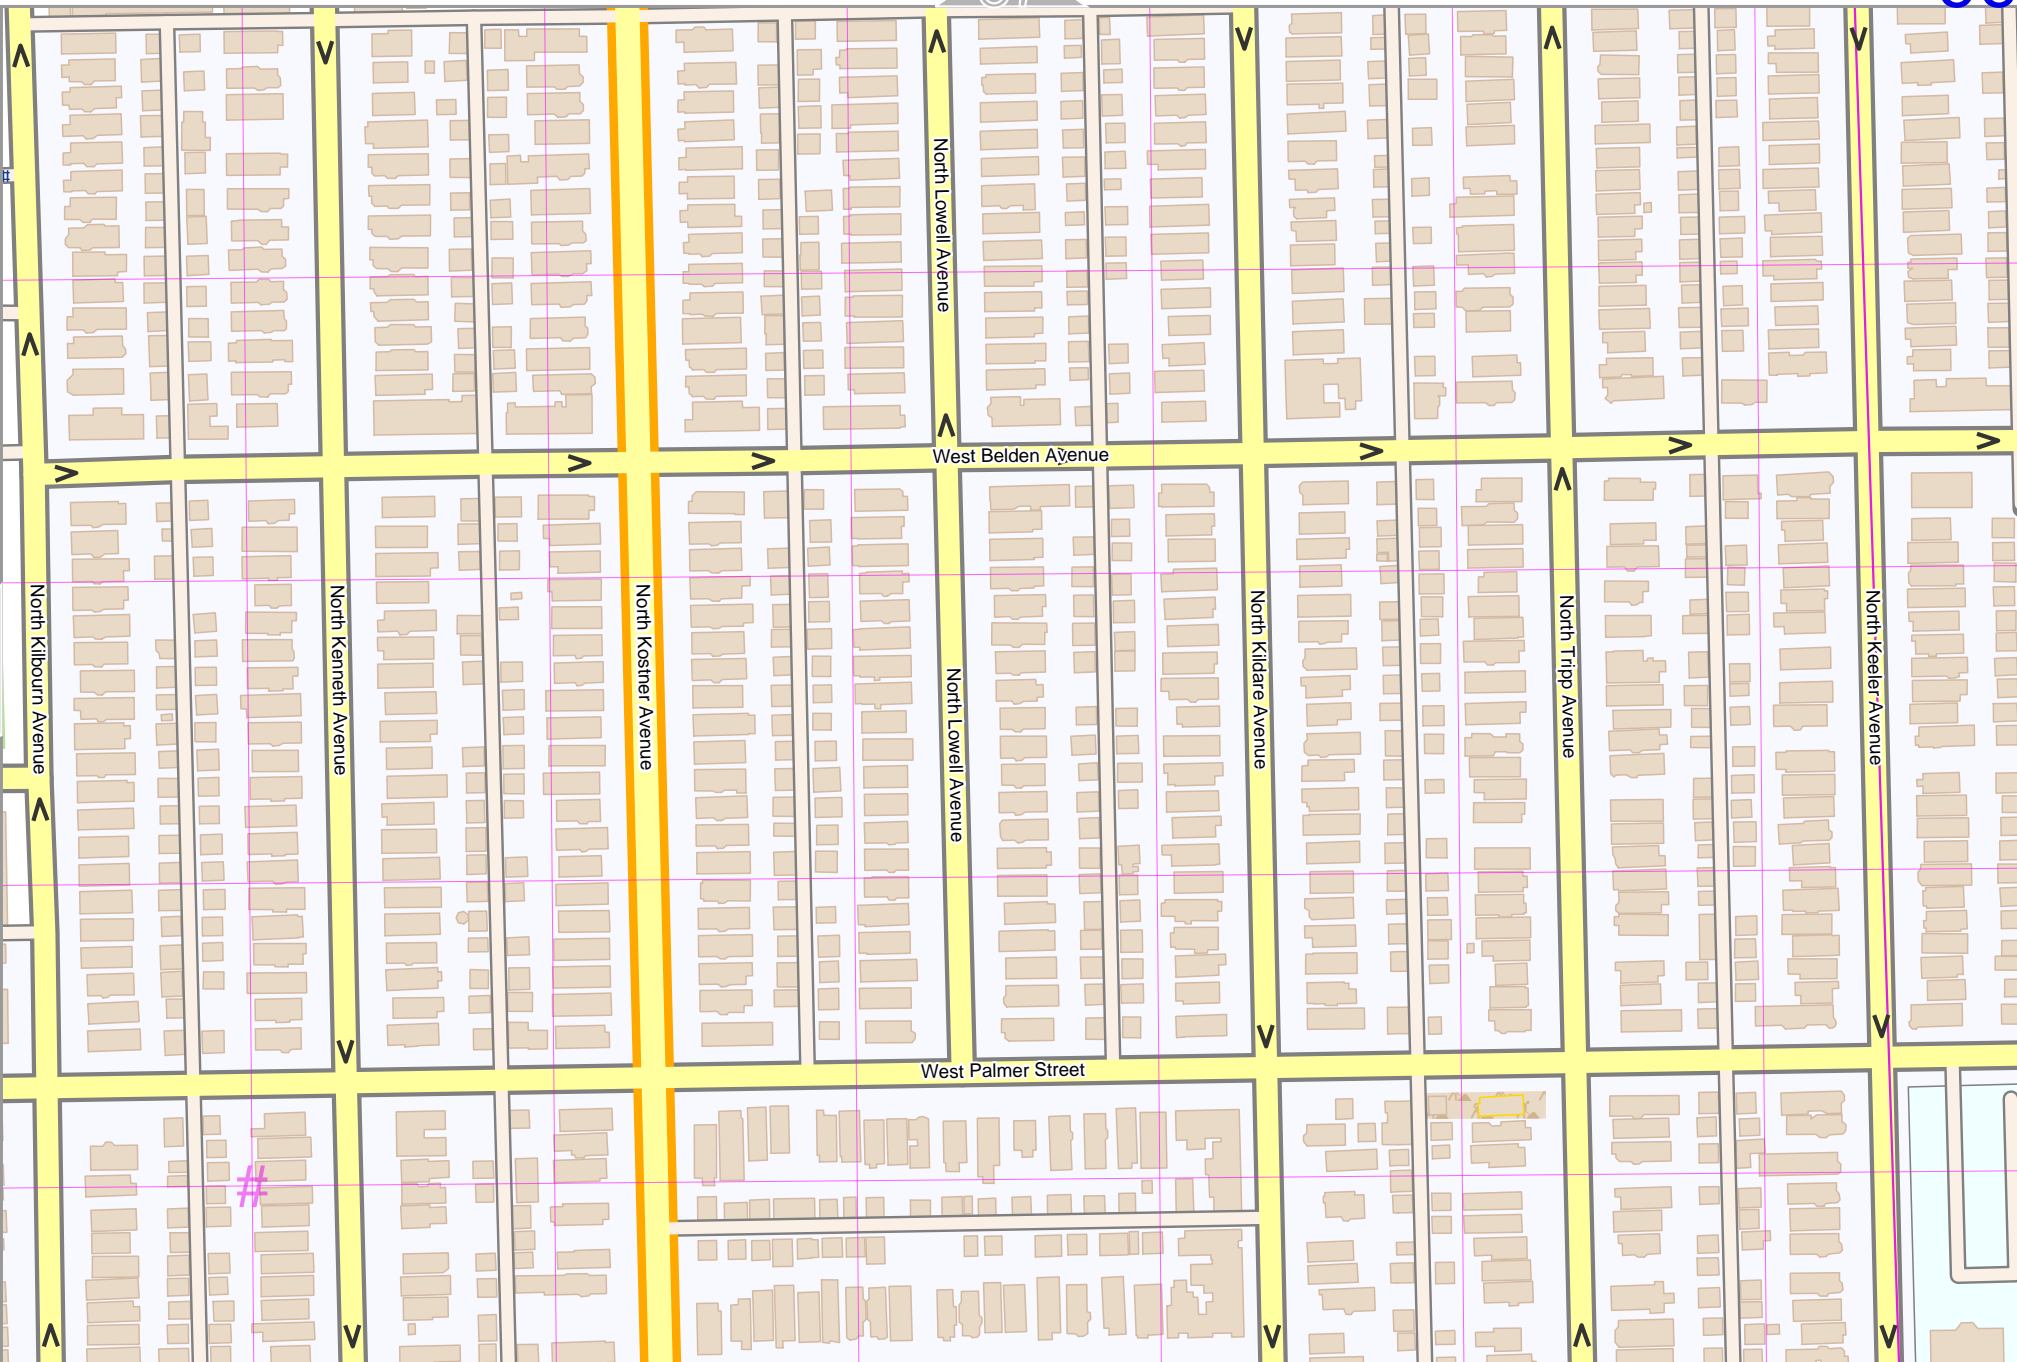 North Lowell Avenue
West Belden Avenue
North Kilbourn Avenue
North Kenneth Avenue
North Kostner Avenue
North Lowell Avenue
North Kildare Avenue
North Tripp Avenue
North Keeler Avenue
West Palmer Street
#
#